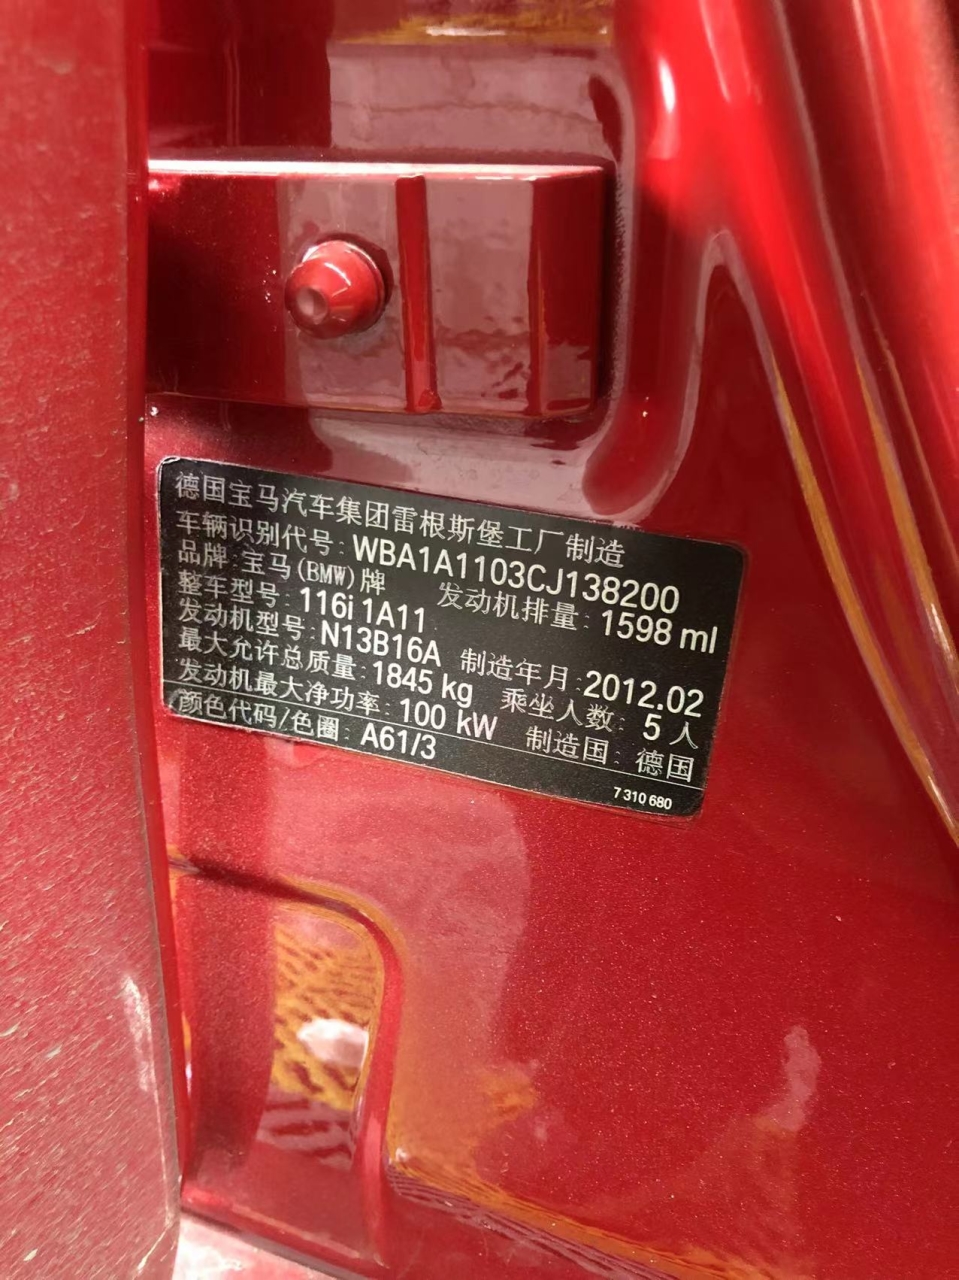 德国宝马汽车集团雷根斯堡工厂制造
车辆识别代号：WBA1A1103CJ138200
品牌：宝马(BMW)牌 发动机排量：1598 ml
整车型号：116i 1A11
发动机型号：N13B16A 制造年月：2012.02
最大允许总质量：1845 kg 乘坐人数：5 人
发动机最大净功率：100 kW 制造国：德国
颜色代码/色圈：A61/3
7 310 680